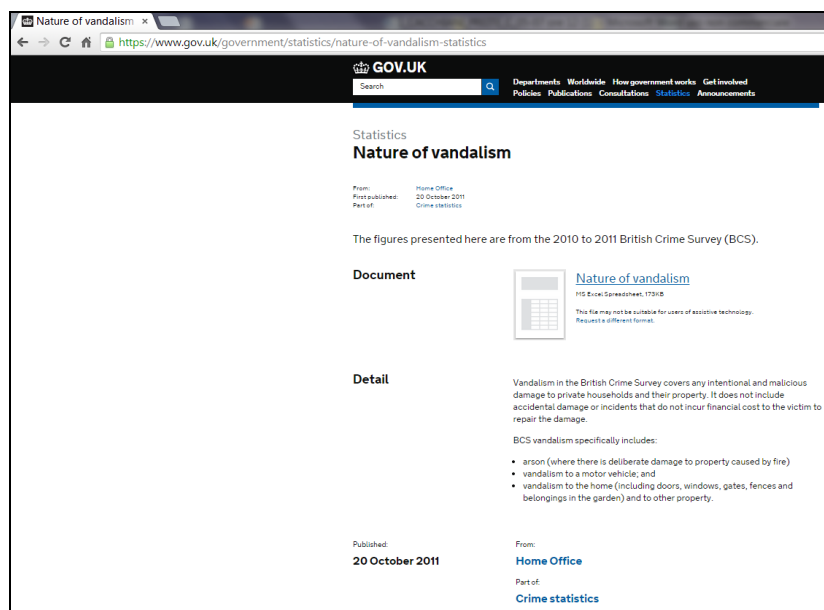 Nature of vandalism ×
https://www.gov.uk/government/statistics/nature-of-vandalism-statistics
GOV.UK
Search
Departments Worldwide How government works Get involved
Policies Publications Consultations Statistics Announcements
Statistics
Nature of vandalism
From: Home Office
First published: 20 October 2011
Part of: Crime statistics
The figures presented here are from the 2010 to 2011 British Crime Survey (BCS).
Document
Nature of vandalism
MS Excel Spreadsheet, 173KB
This file may not be suitable for users of assistive technology.
Request a different format.
Detail
Vandalism in the British Crime Survey covers any intentional and malicious
damage to private households and their property. It does not include
accidental damage or incidents that do not incur financial cost to the victim to
repair the damage.
BCS vandalism specifically includes:
• arson (where there is deliberate damage to property caused by fire)
• vandalism to a motor vehicle; and
• vandalism to the home (including doors, windows, gates, fences and
belongings in the garden) and to other property.
Published:
20 October 2011
From:
Home Office
Part of:
Crime statistics